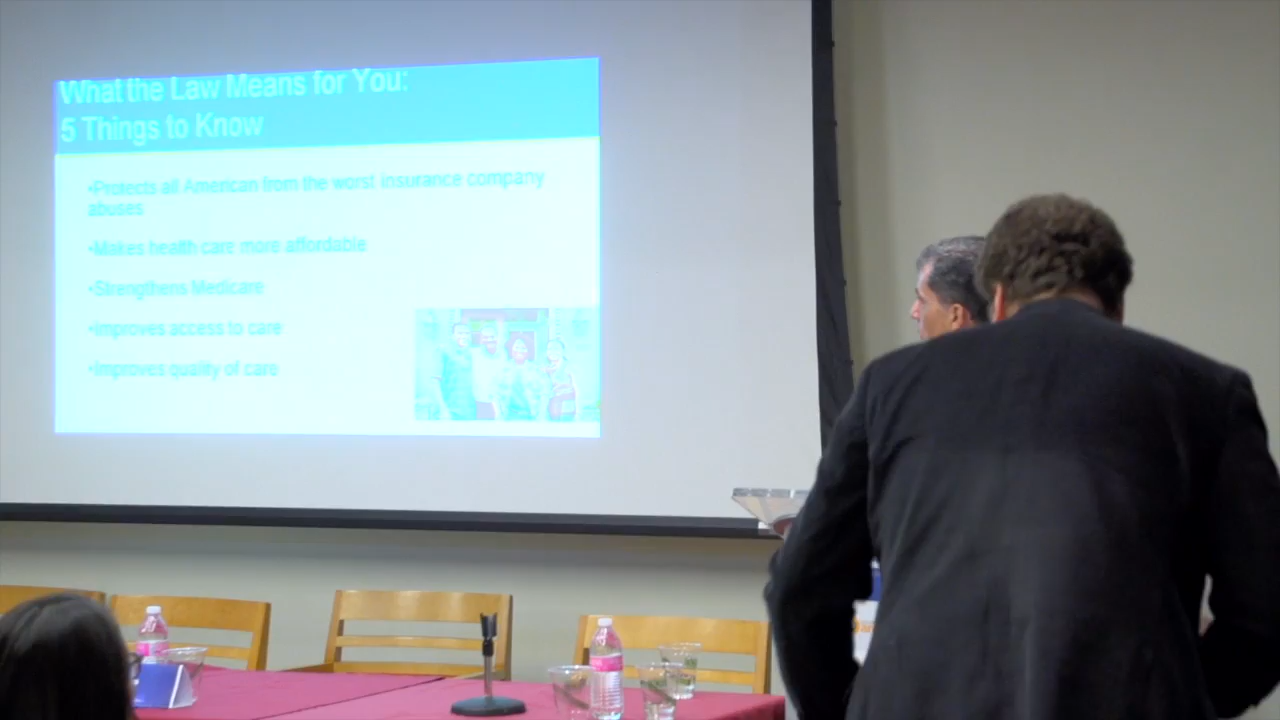 What the Law Means for You:
5 Things to Know
•Protects all American from the worst insurance company
abuses
•Makes health care more affordable
•Strengthens Medicare
•Improves access to care
•Improves quality of care